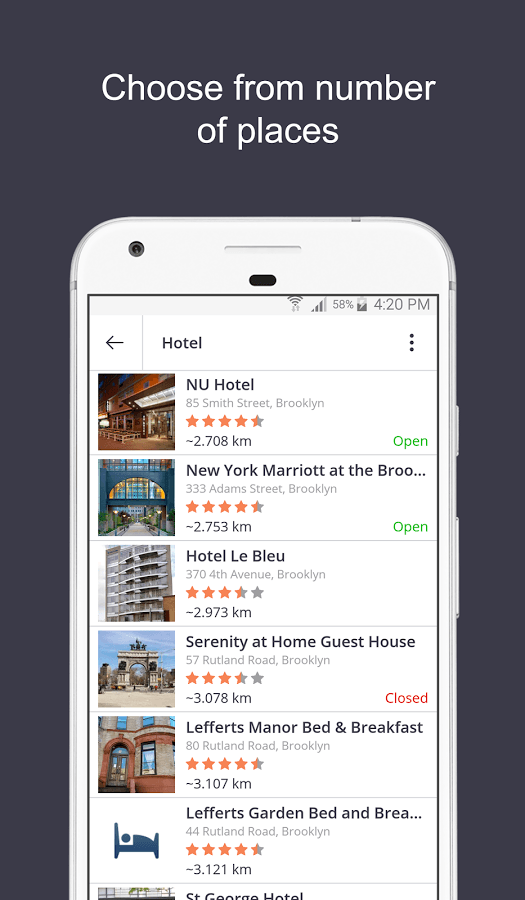 Choose from number
of places
58% 4:20 PM
Hotel
NU Hotel
85 Smith Street, Brooklyn
~2.708 km
Open
New York Marriott at the Broo...
333 Adams Street, Brooklyn
~2.753 km
Open
Hotel Le Bleu
370 4th Avenue, Brooklyn
~2.973 km
Serenity at Home Guest House
57 Rutland Road, Brooklyn
~3.078 km
Closed
Lefferts Manor Bed & Breakfast
80 Rutland Road, Brooklyn
~3.107 km
Lefferts Garden Bed and Brea...
44 Rutland Road, Brooklyn
~3.121 km
St George Hotel